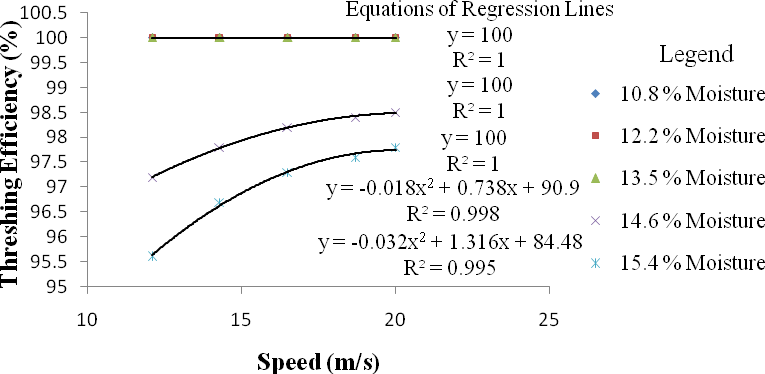 Equations of Regression Lines
y = 100
R² = 1
y = 100
R² = 1
y = 100
R² = 1
y = -0.018x² + 0.738x + 90.9
R² = 0.998
y = -0.032x² + 1.316x + 84.48
R² = 0.995
Legend
10.8 % Moisture
12.2 % Moisture
13.5 % Moisture
14.6 % Moisture
15.4 % Moisture
Threshing Efficiency (%)
100.5
100
99.5
99
98.5
98
97.5
97
96.5
96
95.5
95
10
15
20
25
Speed (m/s)